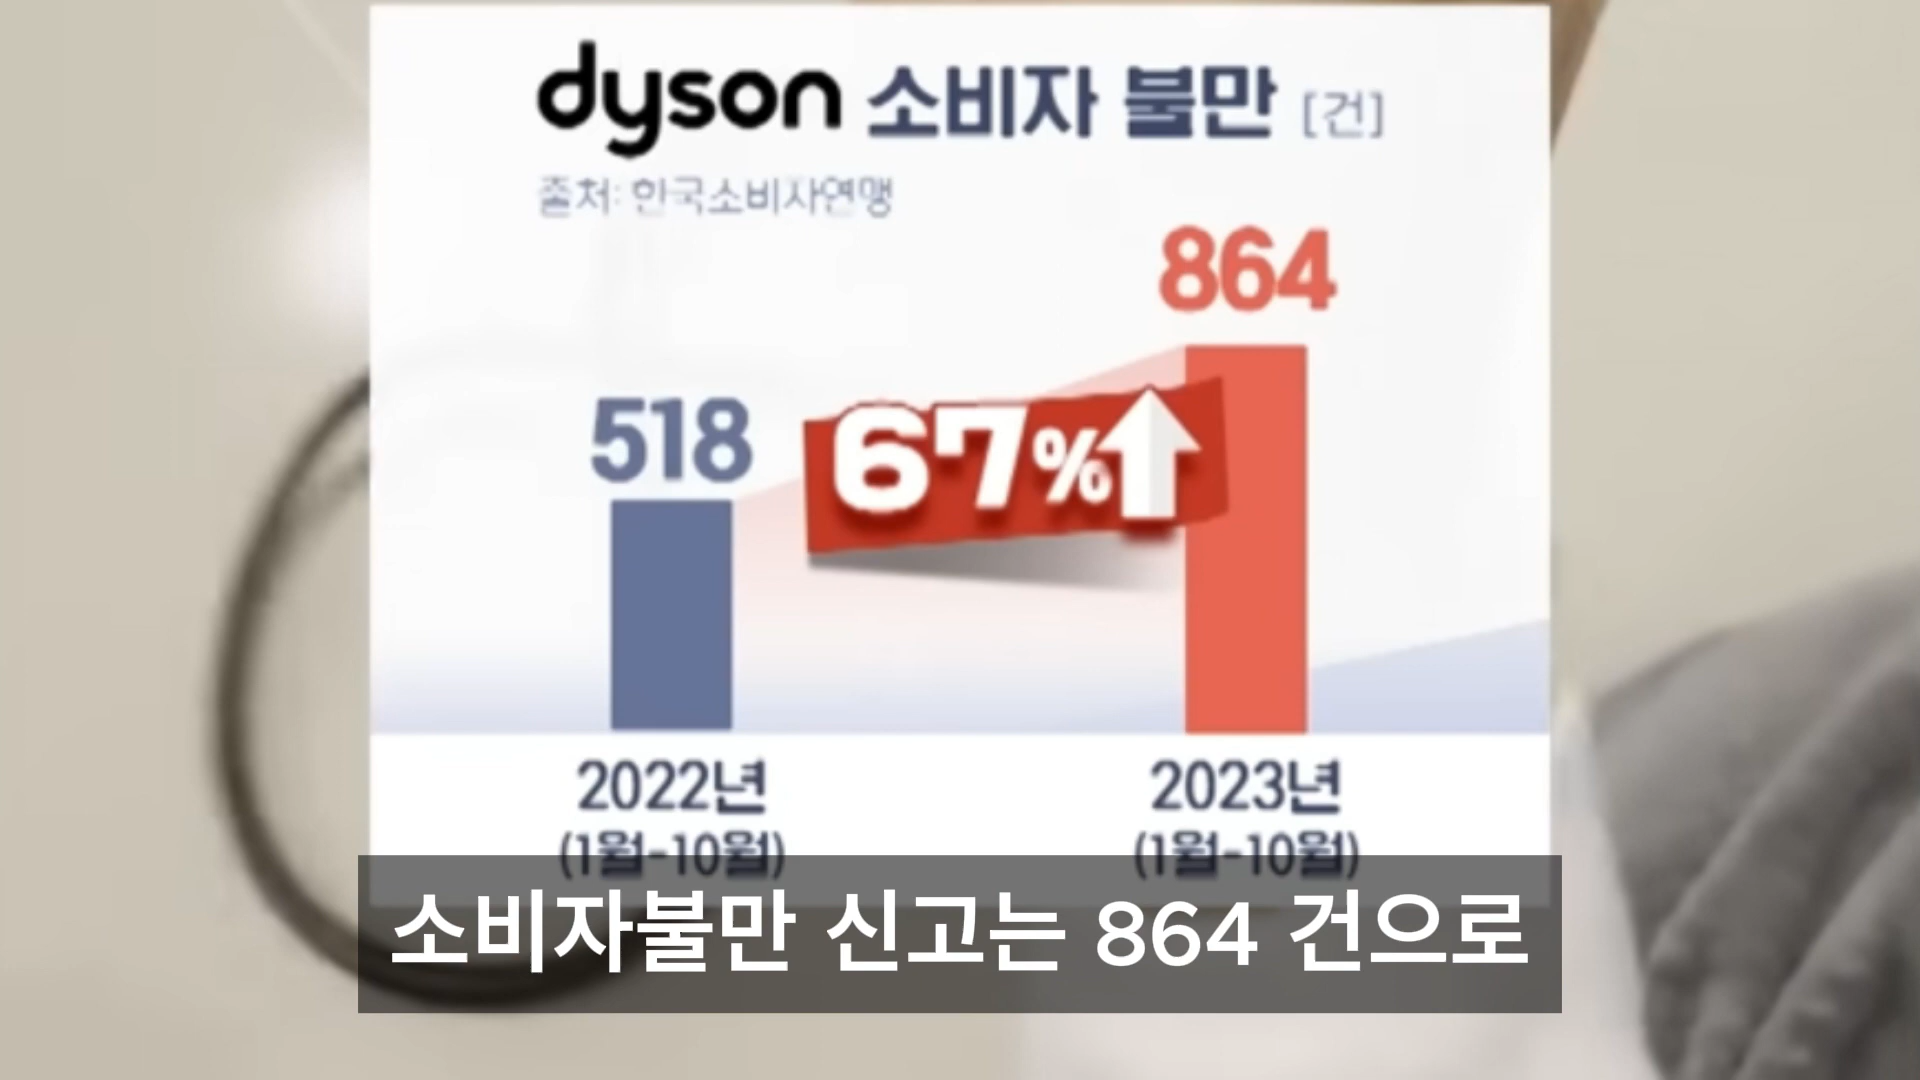 dyson 소비자 불만 [건]
출처: 한국소비자연맹
864
518
67%
2022년
2023년
(1월-10월)
(1월-10월)
소비자불만 신고는 864 건으로